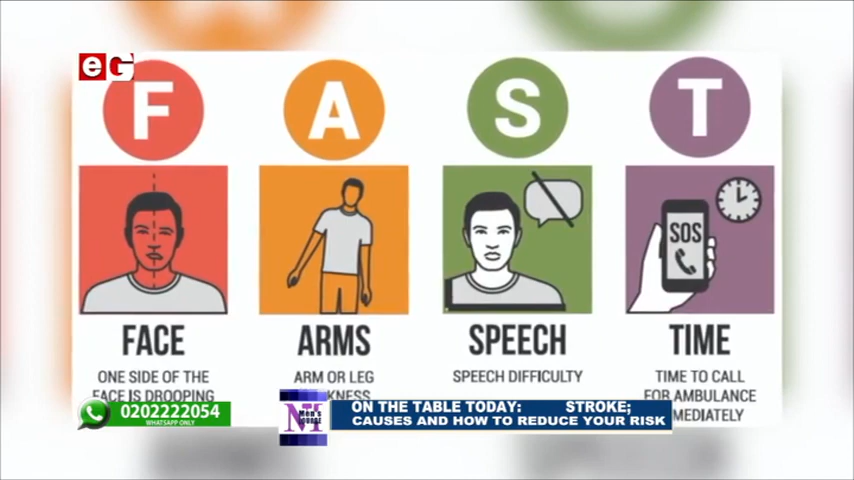 eG
F A S T
SOS
FACE ARMS SPEECH TIME
ONE SIDE OF THE
FACE IS DROOPING
ARM OR LEG
SPEECH DIFFICULTY
TIME TO CALL
FOR AMBULANCE
0202222054
WHATSAPP ONLY
Men's
ON THE TABLE TODAY: STROKE;
CAUSES AND HOW TO REDUCE YOUR RISK